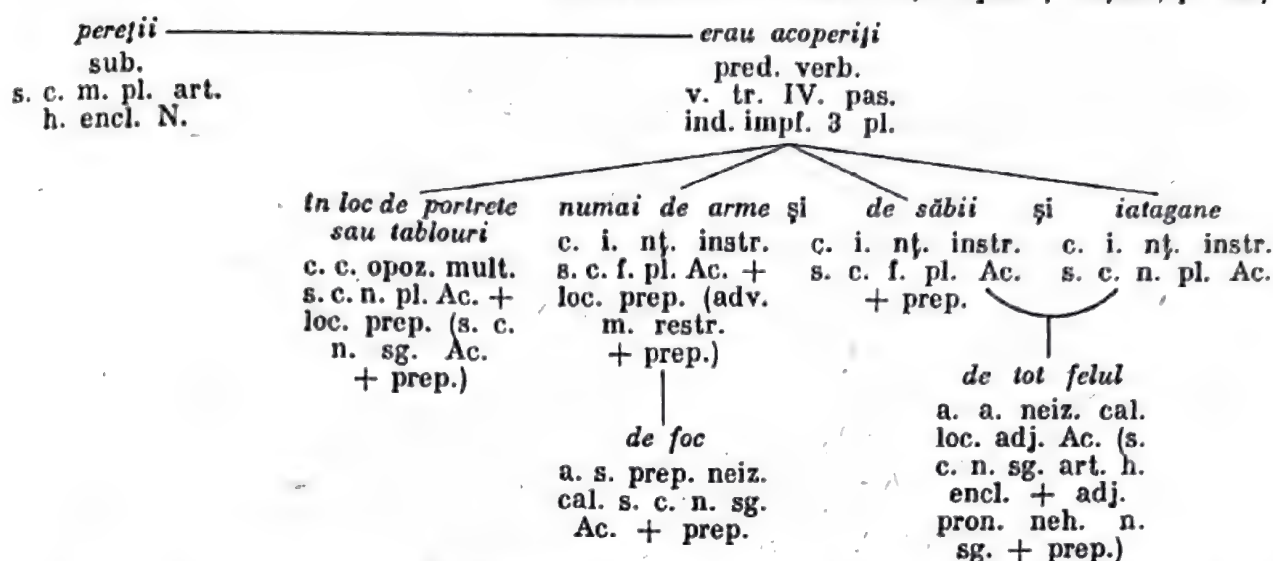 pereții erau acoperiți
sub.
s. c. m. pl. art.
h. encl. N.
pred. verb.
v. tr. IV. pas.
ind. impf. 3 pl.
în loc de portrete
sau tablouri
c. c. opoz. mult.
s. c. n. pl. Ac. +
loc. prep. (s. c.
n. sg. Ac.
+ prep.)
numai de arme și
c. i. nț. instr.
s. c. f. pl. Ac. +
loc. prep. (adv.
m. restr.
+ prep.)
de foc
a. s. prep. neiz.
cal. s. c. n. sg.
Ac. + prep.
de săbii și
c. i. nț. instr.
s. c. f. pl. Ac.
+ prep.
iatagane
c. i. nț. instr.
s. c. n. pl. Ac.
de tot felul
a. a. neiz. cal.
loc. adj. Ac. (s.
c. n. sg. art. h.
encl. + adj.
pron. neh. n.
sg. + prep.)